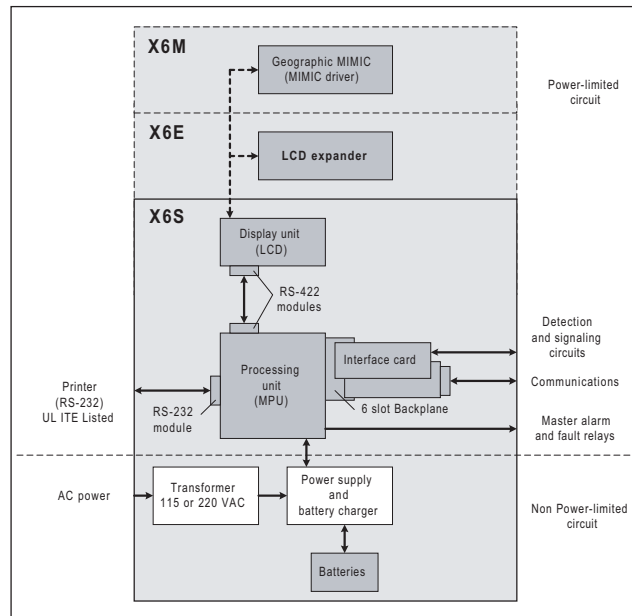 X6M
Geographic MIMIC
(MIMIC driver)
Power-limited
circuit
X6E
LCD expander
X6S
Display unit
(LCD)
RS-422
modules
Detection
and signaling
circuits
Interface card
Processing
unit
(MPU)
Communications
Printer
(RS-232)
UL ITE Listed
RS-232
module
6 slot Backplane
Master alarm
and fault relays
AC power
Transformer
115 or 220 VAC
Power supply
and
battery charger
Non Power-limited
circuit
Batteries